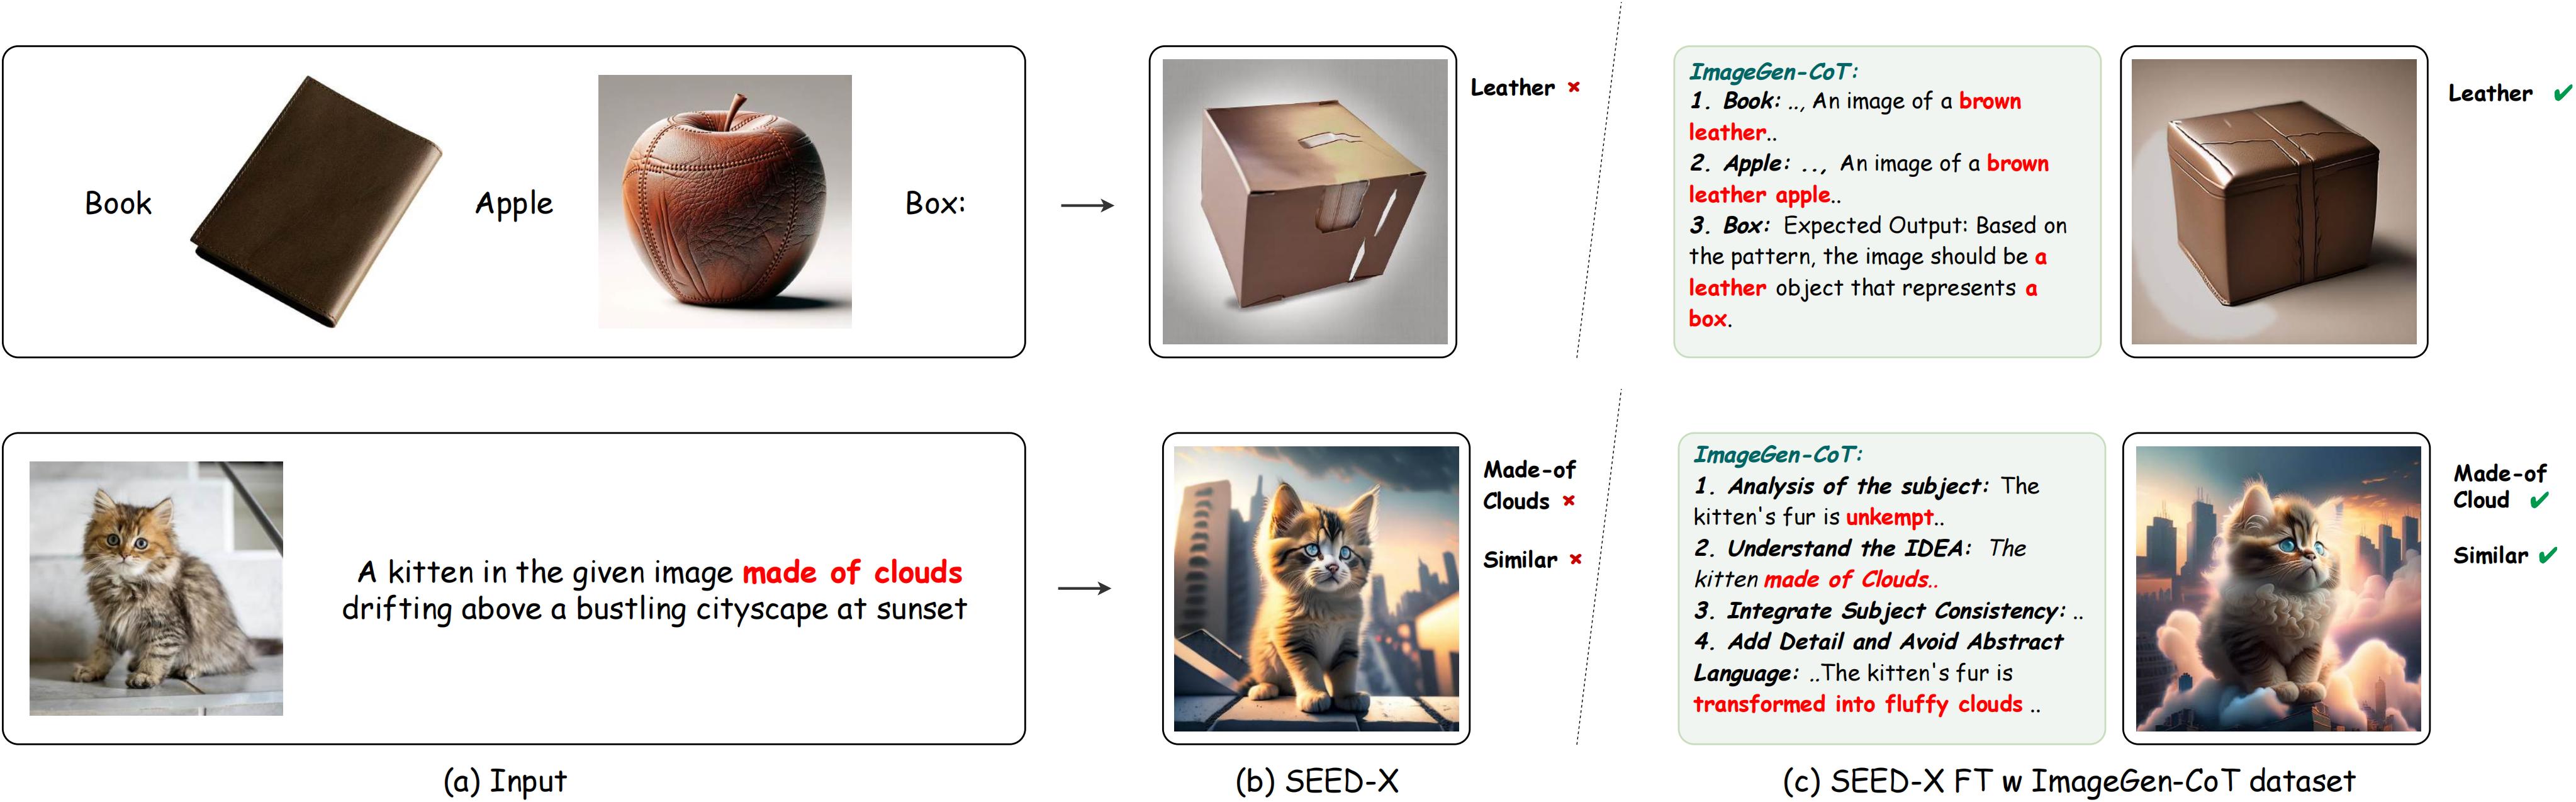 Book
Apple
Box:
Leather ✖
ImageGen-CoT:
1. Book: .., An image of a brown
leather..
2. Apple: .., An image of a brown
leather apple..
3. Box: Expected Output: Based on
the pattern, the image should be a
leather object that represents a
box.
Leather ✔
A kitten in the given image made of clouds
drifting above a bustling cityscape at sunset
Made-of
Clouds ✖
Similar ✖
ImageGen-CoT:
1. Analysis of the subject: The
kitten's fur is unkempt..
2. Understand the IDEA: The
kitten made of Clouds..
3. Integrate Subject Consistency: ..
4. Add Detail and Avoid Abstract
Language: ..The kitten's fur is
transformed into fluffy clouds ..
Made-of
Cloud ✔
Similar ✔
(a) Input
(b) SEED-X
(c) SEED-X FT w ImageGen-CoT dataset